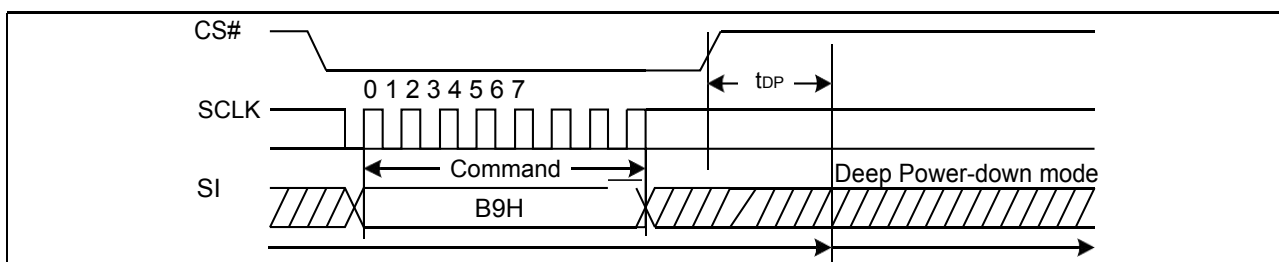 CS#
tDP
0 1 2 3 4 5 6 7
SCLK
Command
Deep Power-down mode
SI
B9H